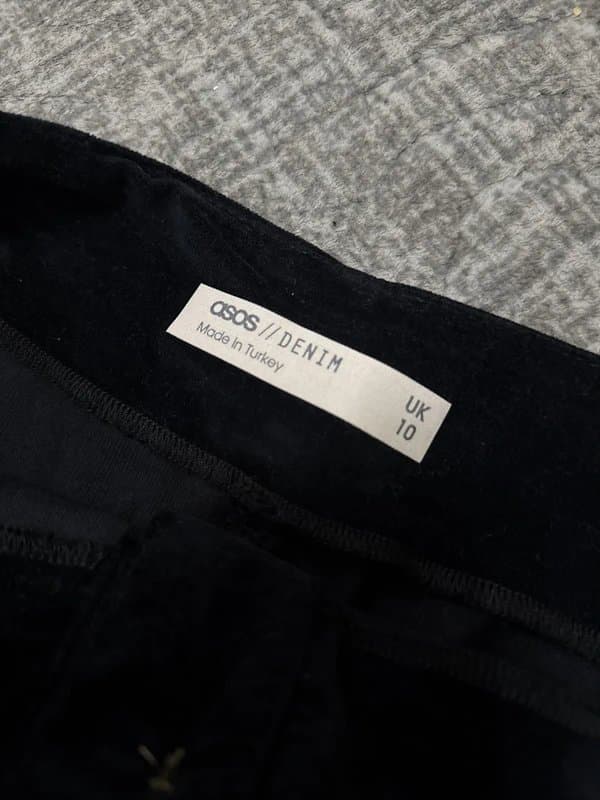 asos // DENIM
Made In Turkey
UK
10